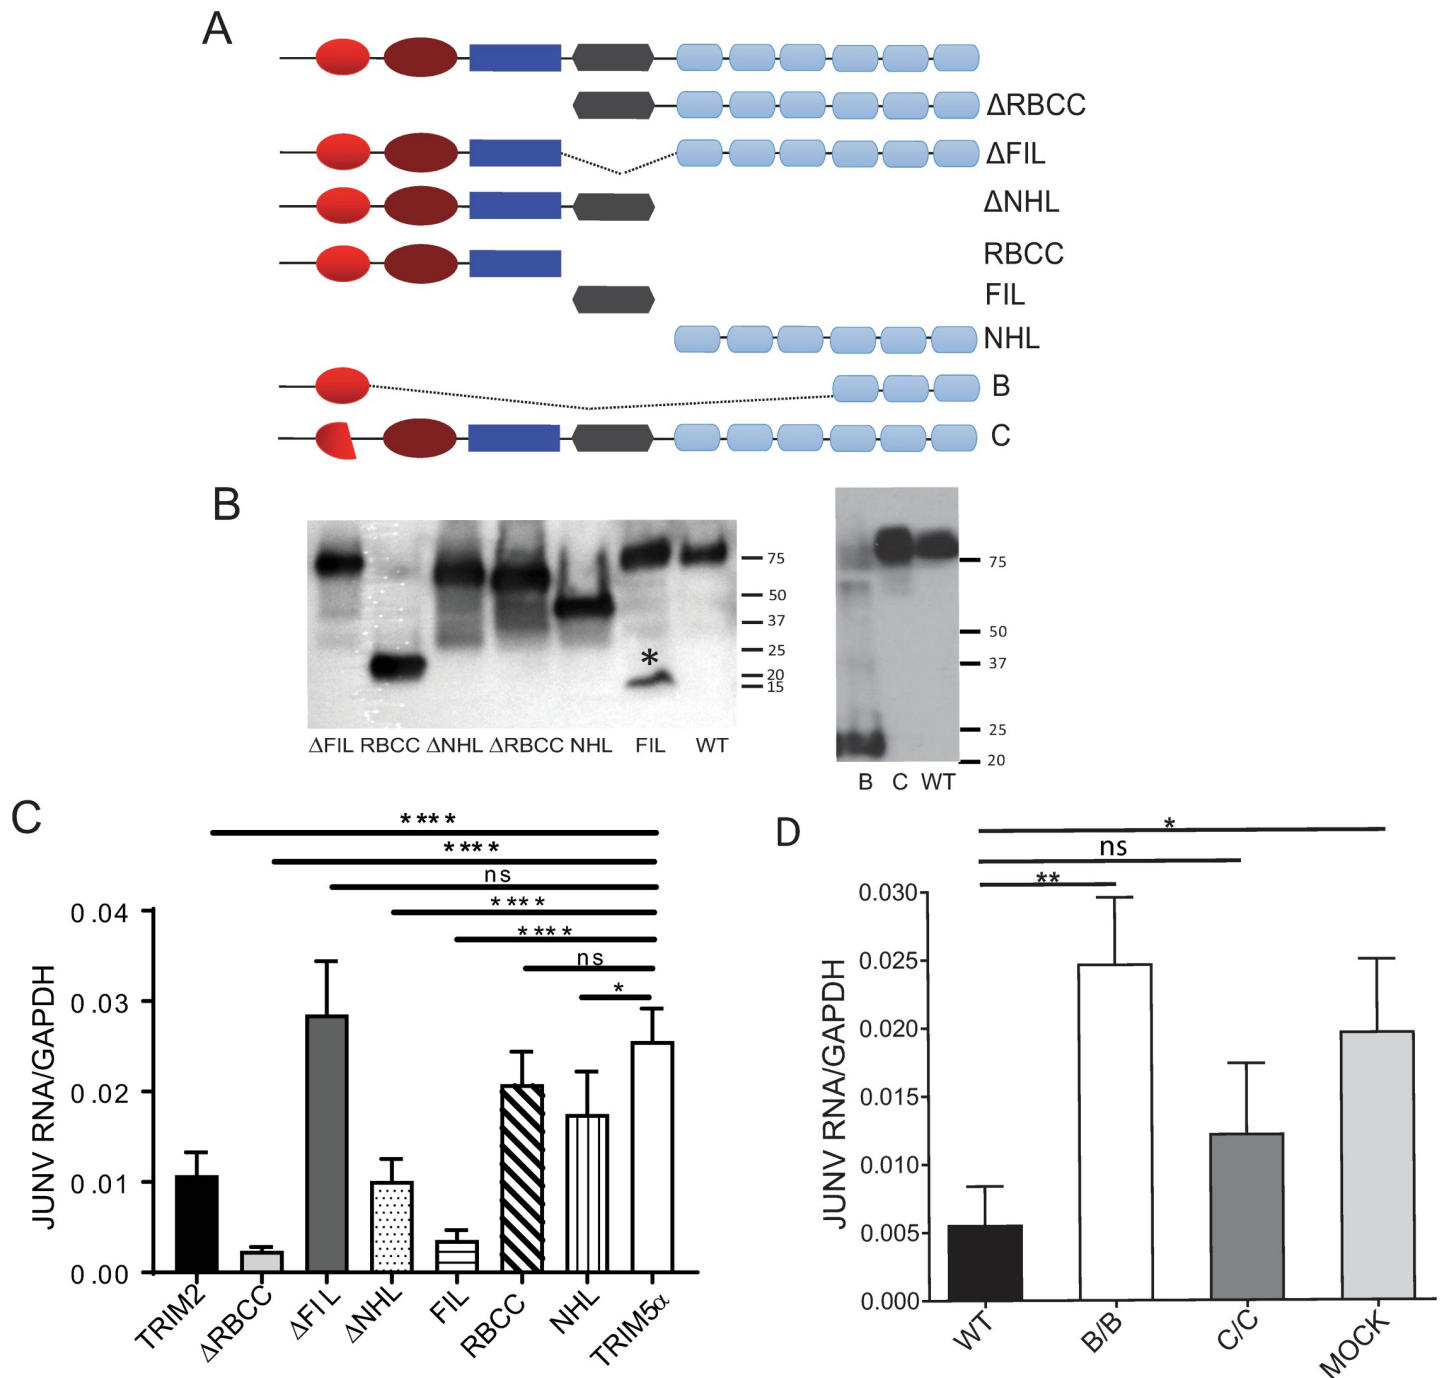 A
ΔRBCC
ΔFIL
ΔNHL
RBCC
FIL
NHL
B
C
B
75
50
37
25
20
15
*
ΔFIL RBCC ΔNHL ΔRBCC NHL FIL WT
75
50
37
25
20
B C WT
C
****
****
ns
****
****
ns
*
JUNV RNA/GAPDH
0.04
0.03
0.02
0.01
0.00
TRIM2
ΔRBCC
ΔFIL
ΔNHL
FIL
RBCC
NHL
TRIM5α
D
*
ns
**
JUNV RNA/GAPDH
0.030
0.025
0.020
0.015
0.010
0.005
0.000
WT
B/B
C/C
MOCK